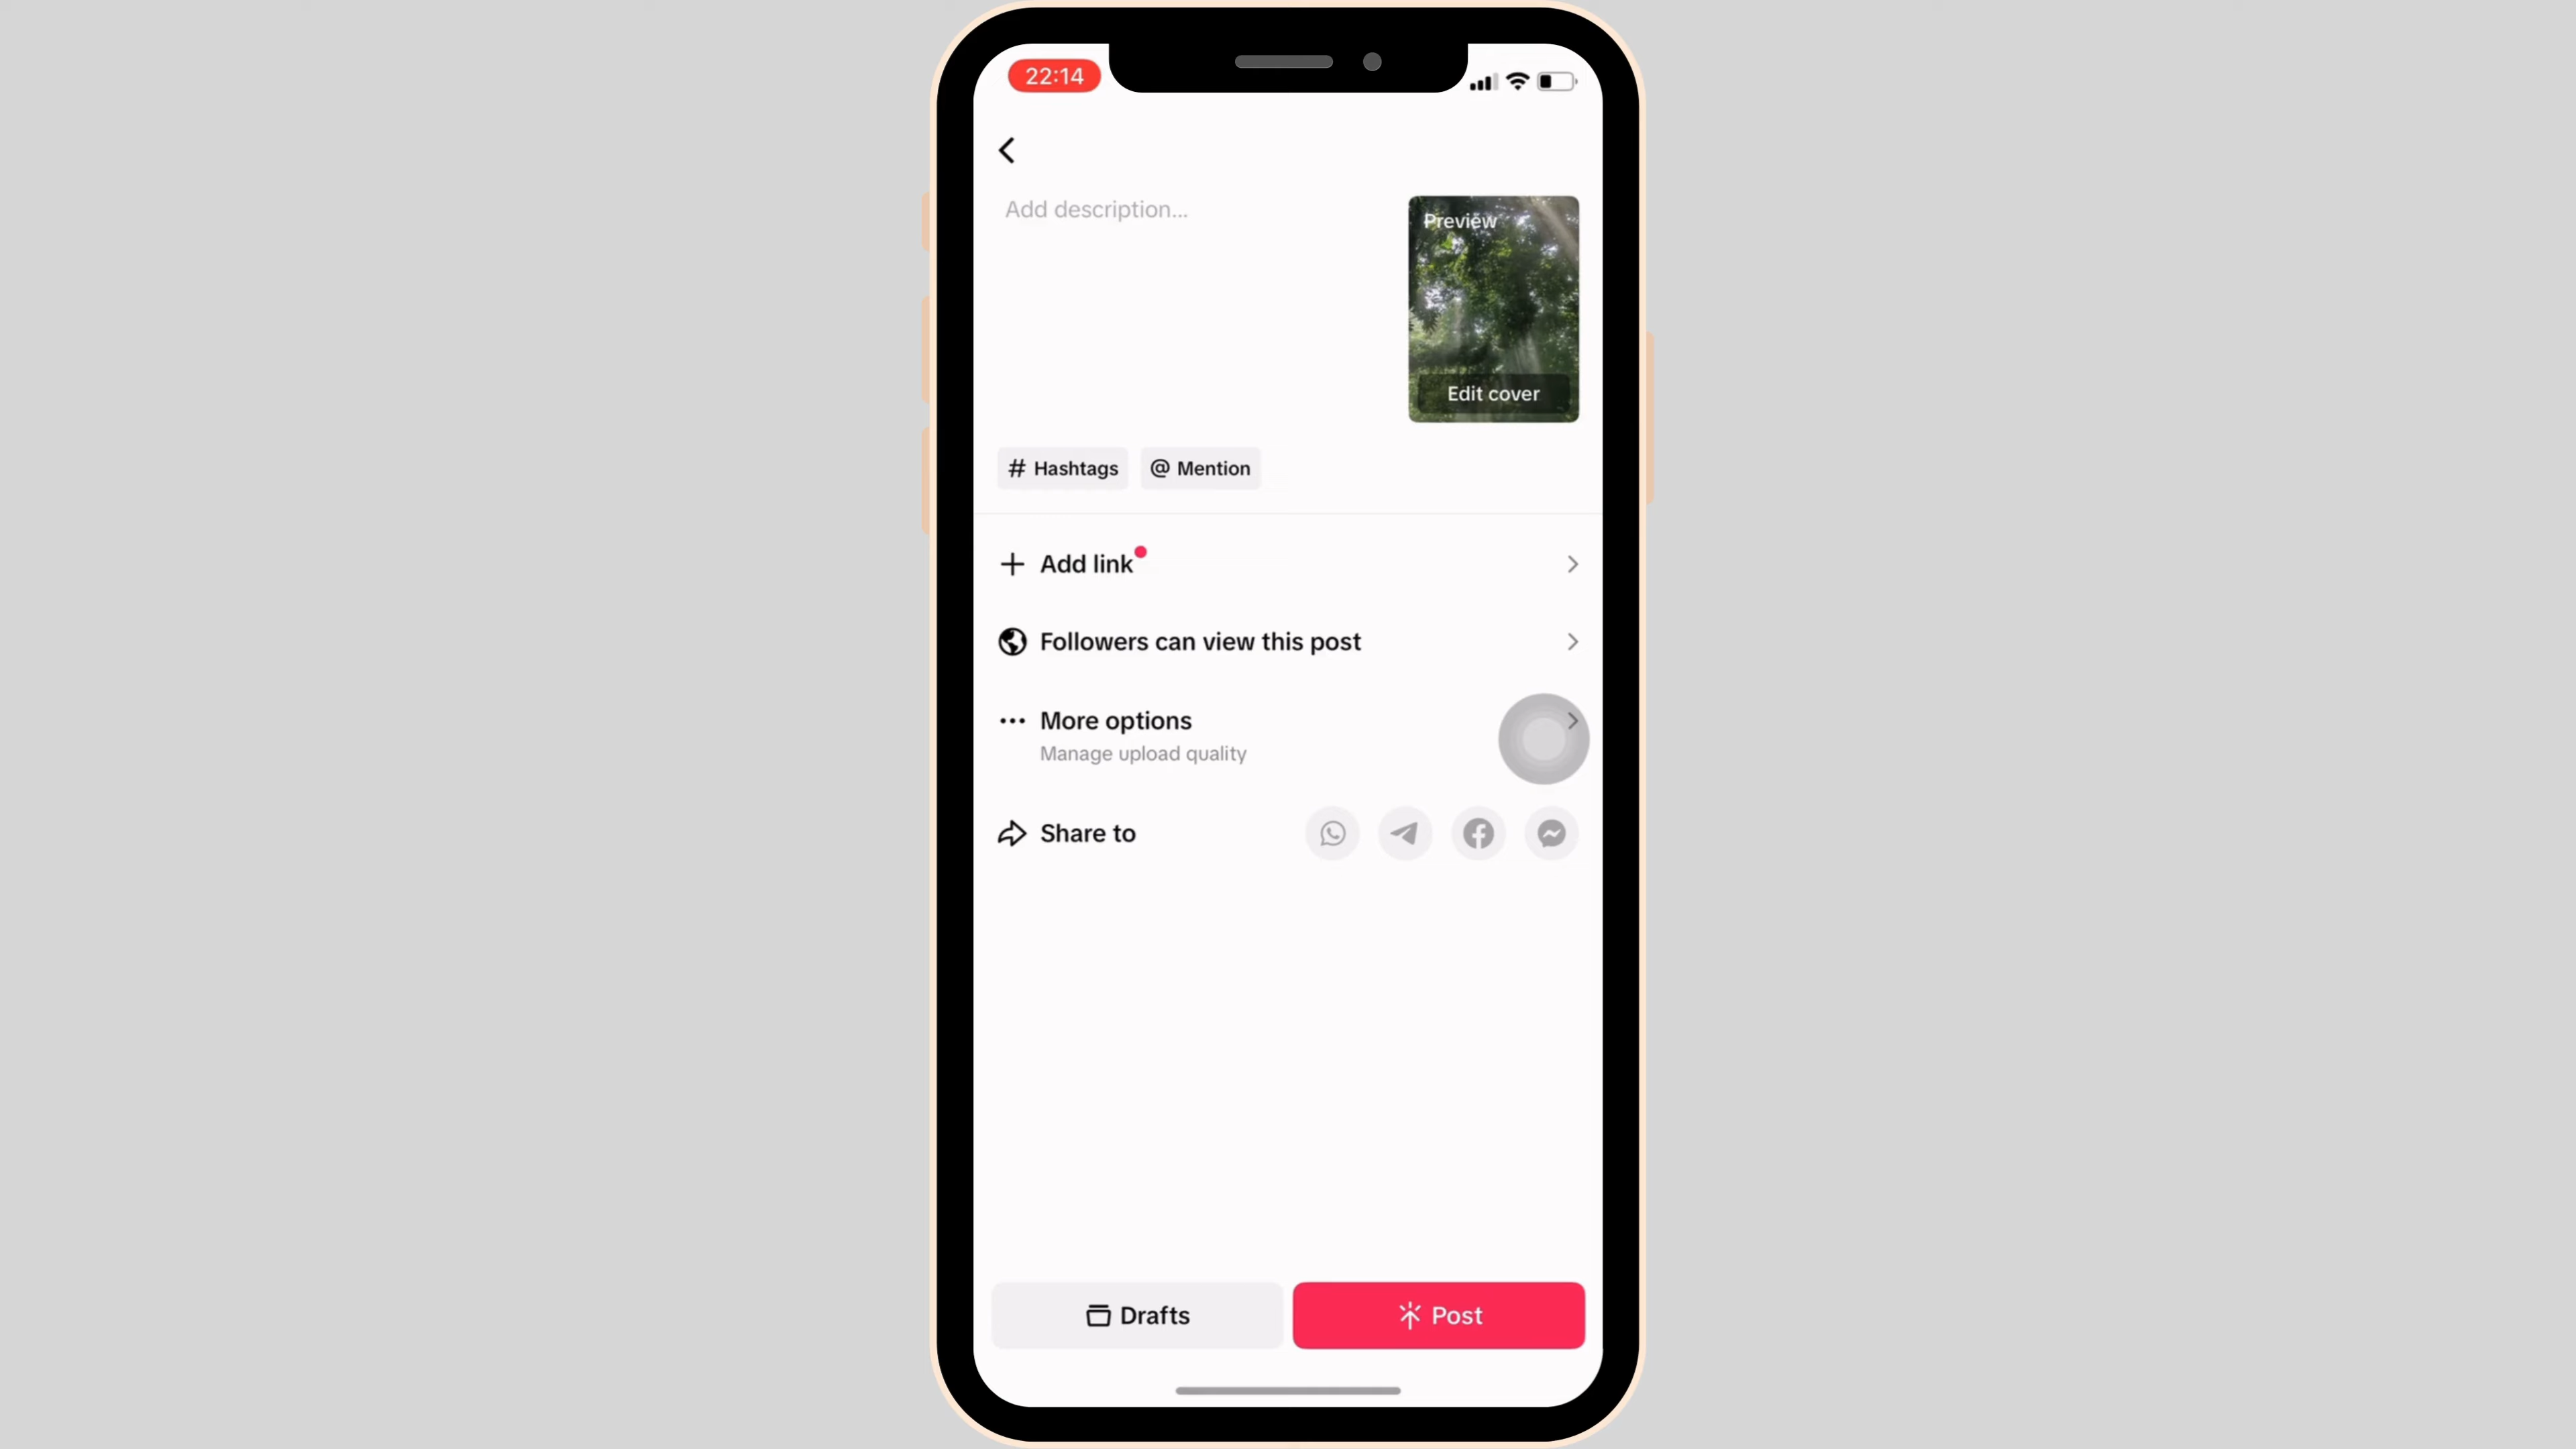 22:14
Add description...
Preview
Edit cover
# Hashtags
@ Mention
Add link
Followers can view this post
More options
Manage upload quality
Share to
Drafts
Post